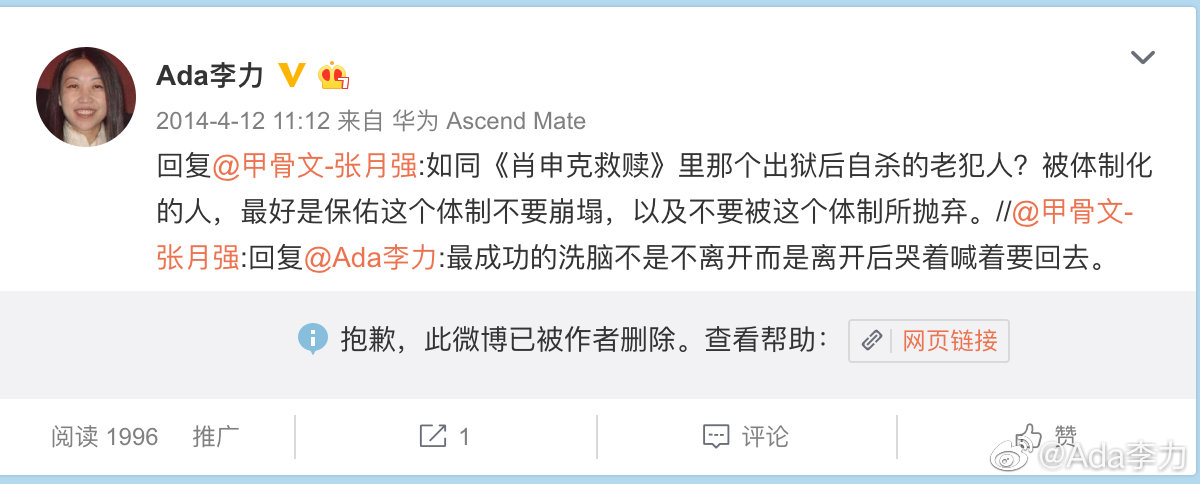 Ada李力
2014-4-12 11:12 来自 华为 Ascend Mate
回复@甲骨文-张月强:如同《肖申克救赎》里那个出狱后自杀的老犯人？被体制化
的人，最好是保佑这个体制不要崩塌，以及不要被这个体制所抛弃。//@甲骨文-
张月强:回复@Ada李力:最成功的洗脑不是不离开而是离开后哭着喊着要回去。
抱歉，此微博已被作者删除。查看帮助： 网页链接
阅读 1996 推广 1 评论 赞
@Ada李力